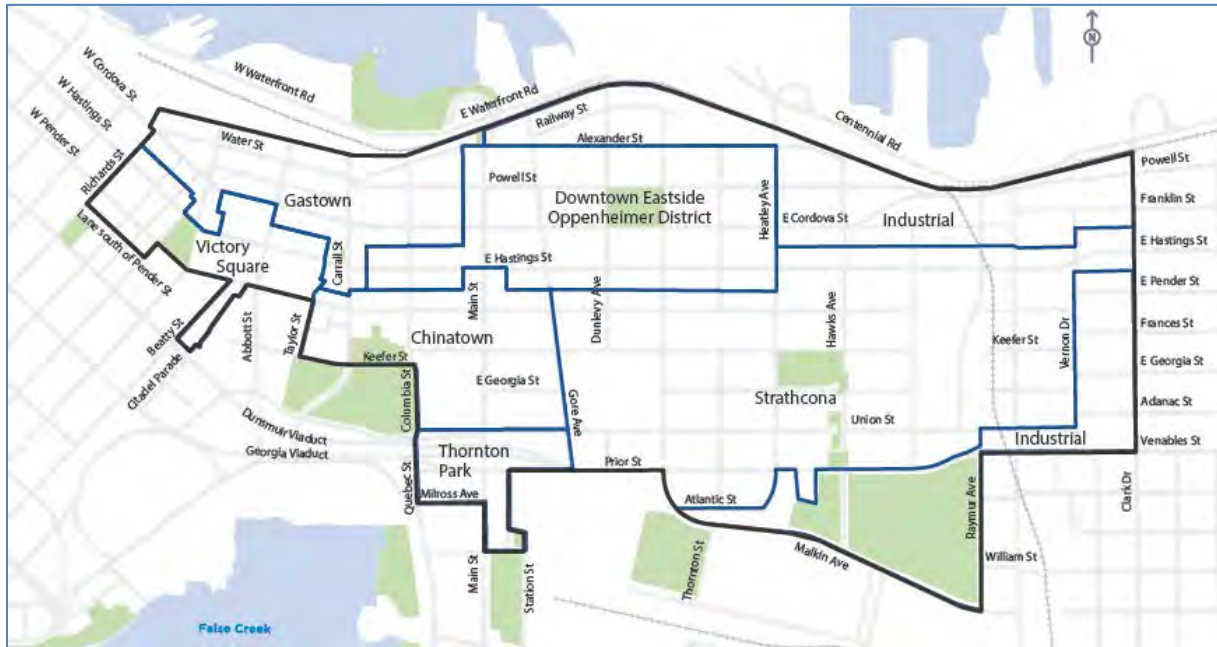 W Cordova St
W Hastings St
W Pender St
W Waterfront Rd
E Waterfront Rd
Railway St
Centennial Rd
N
Water St
Alexander St
Richards St
Gastown
Powell St
Downtown Eastside
Oppenheimer District
Heatley Ave
E Cordova St
Industrial
Powell St
Franklin St
E Hastings St
E Pender St
Frances St
E Georgia St
Adanac St
Venables St
Lane south of Pender St
Victory
Square
Carrall St
E Hastings St
Main St
Dunlevy Ave
Hawks Ave
Keefer St
Vernon Dr
Beatty St
Citadel Parade
Abbott St
Taylor St
Chinatown
Keefer St
E Georgia St
Columbia St
Gore Ave
Strathcona
Union St
Industrial
Dunsmuir Viaduct
Georgia Viaduct
Thornton
Park
Prior St
Quebec St
Milross Ave
Atlantic St
Raymur Ave
Clark Dr
Malkin Ave
William St
Main St
Station St
Thornton St
False Creek